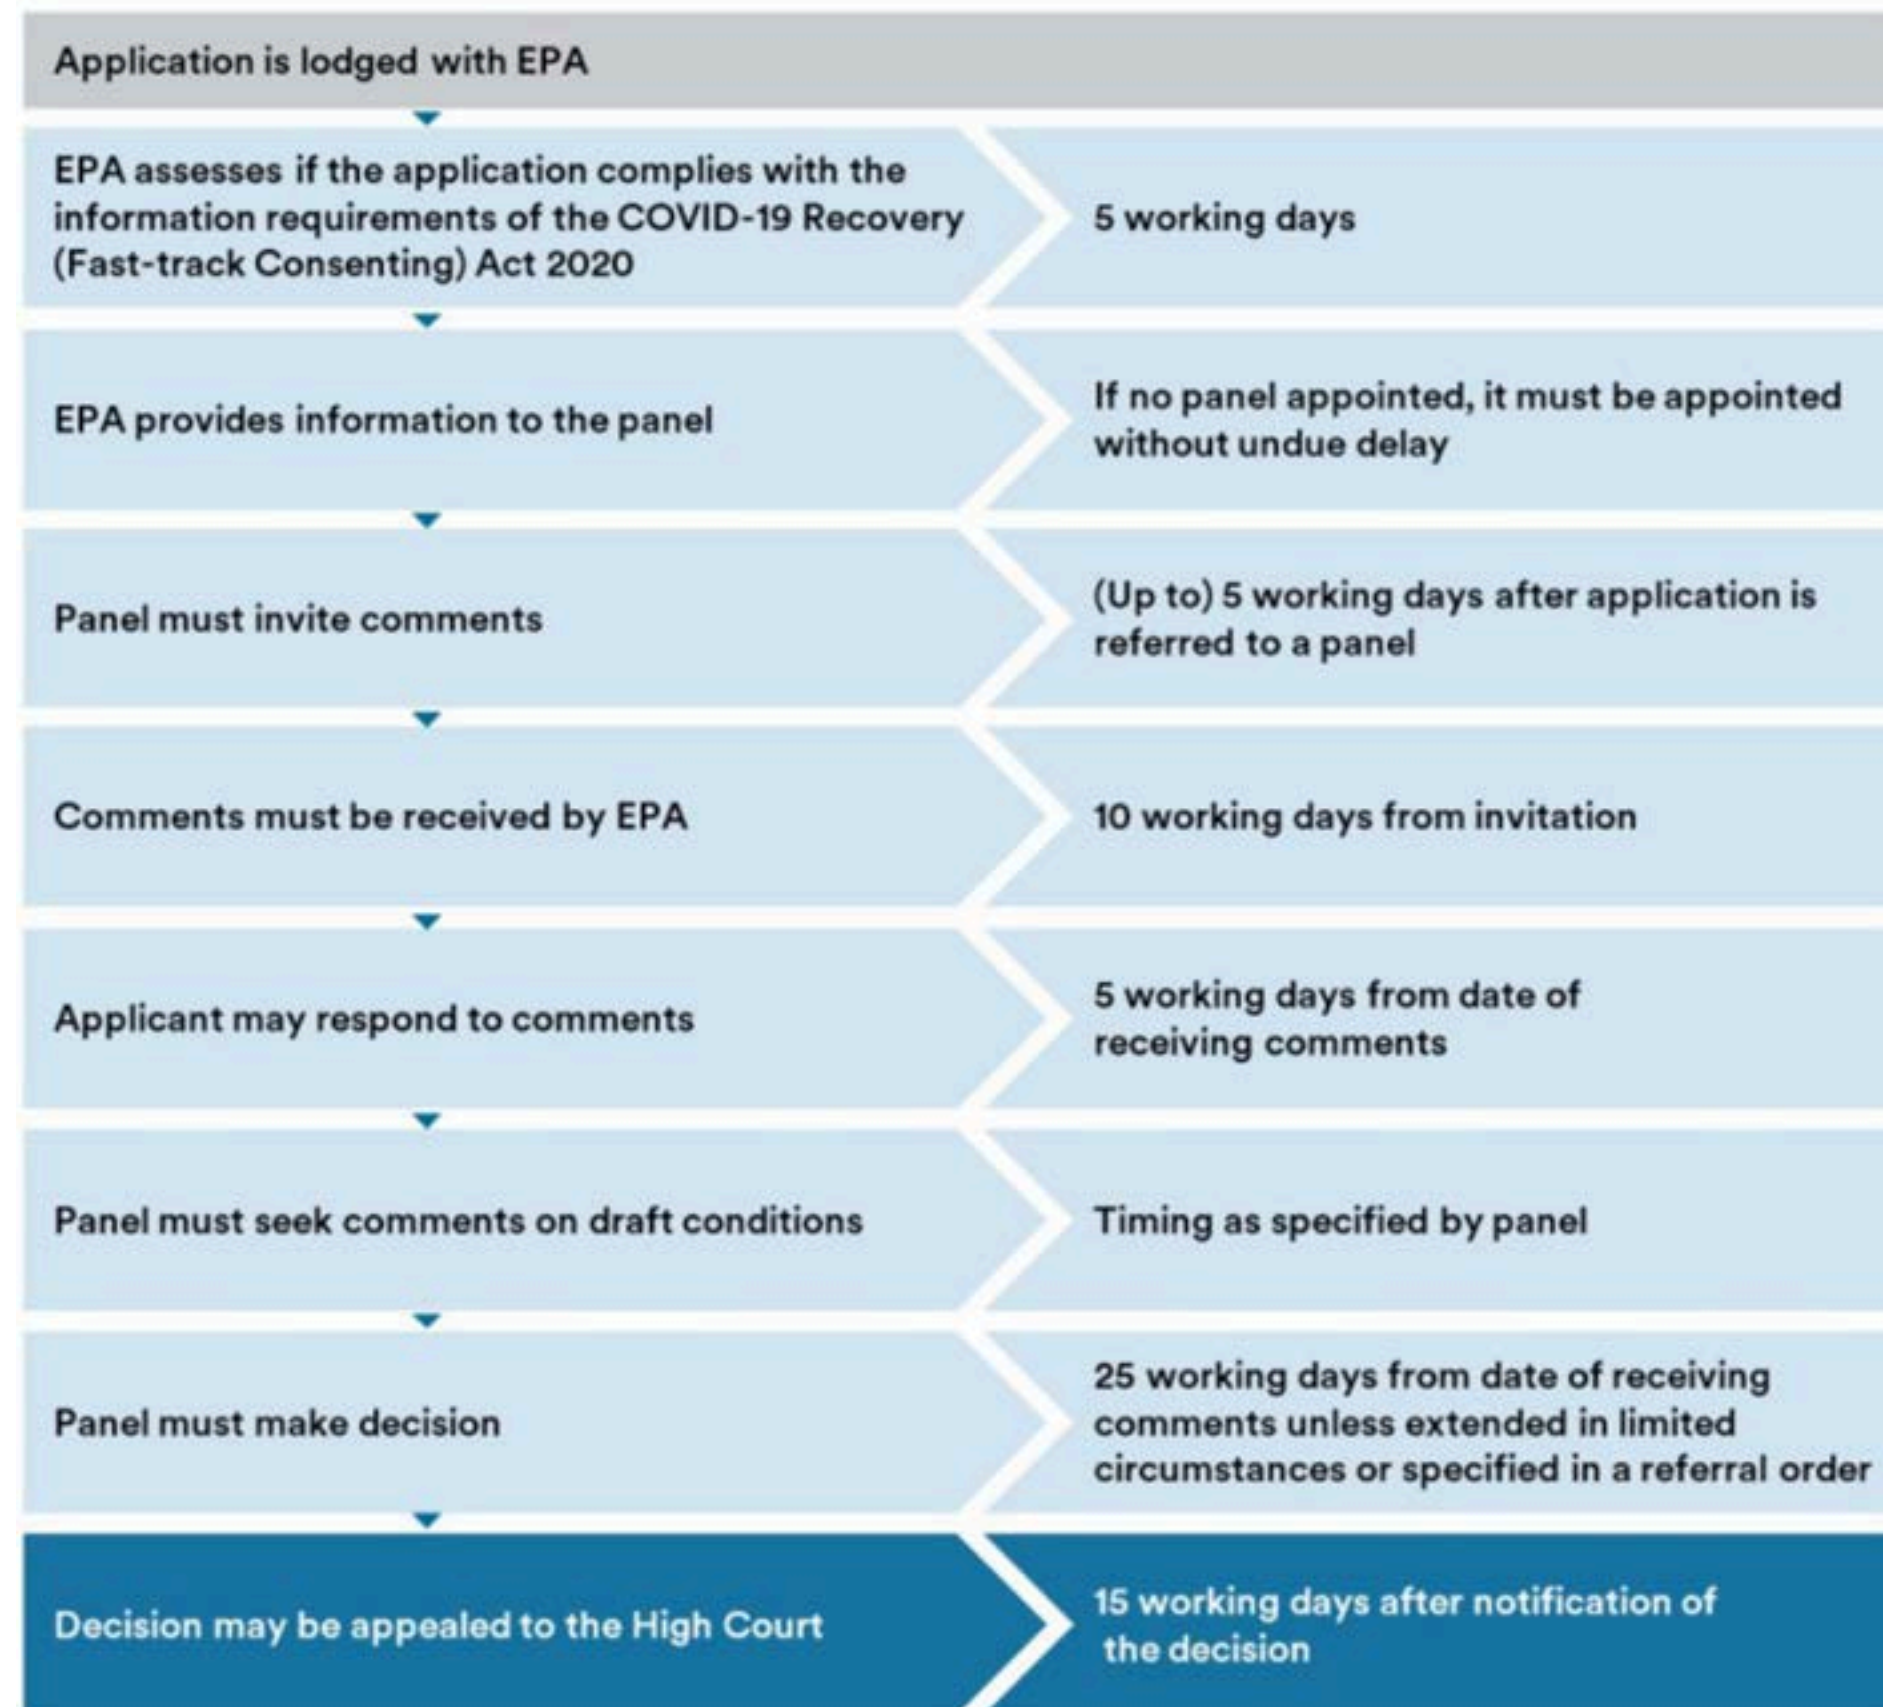 Application is lodged with EPA
EPA assesses if the application complies with the
information requirements of the COVID-19 Recovery
(Fast-track Consenting) Act 2020
5 working days
EPA provides information to the panel
If no panel appointed, it must be appointed
without undue delay
Panel must invite comments
(Up to) 5 working days after application is
referred to a panel
Comments must be received by EPA
10 working days from invitation
Applicant may respond to comments
5 working days from date of
receiving comments
Panel must seek comments on draft conditions
Timing as specified by panel
Panel must make decision
25 working days from date of receiving
comments unless extended in limited
circumstances or specified in a referral order
Decision may be appealed to the High Court
15 working days after notification of
the decision